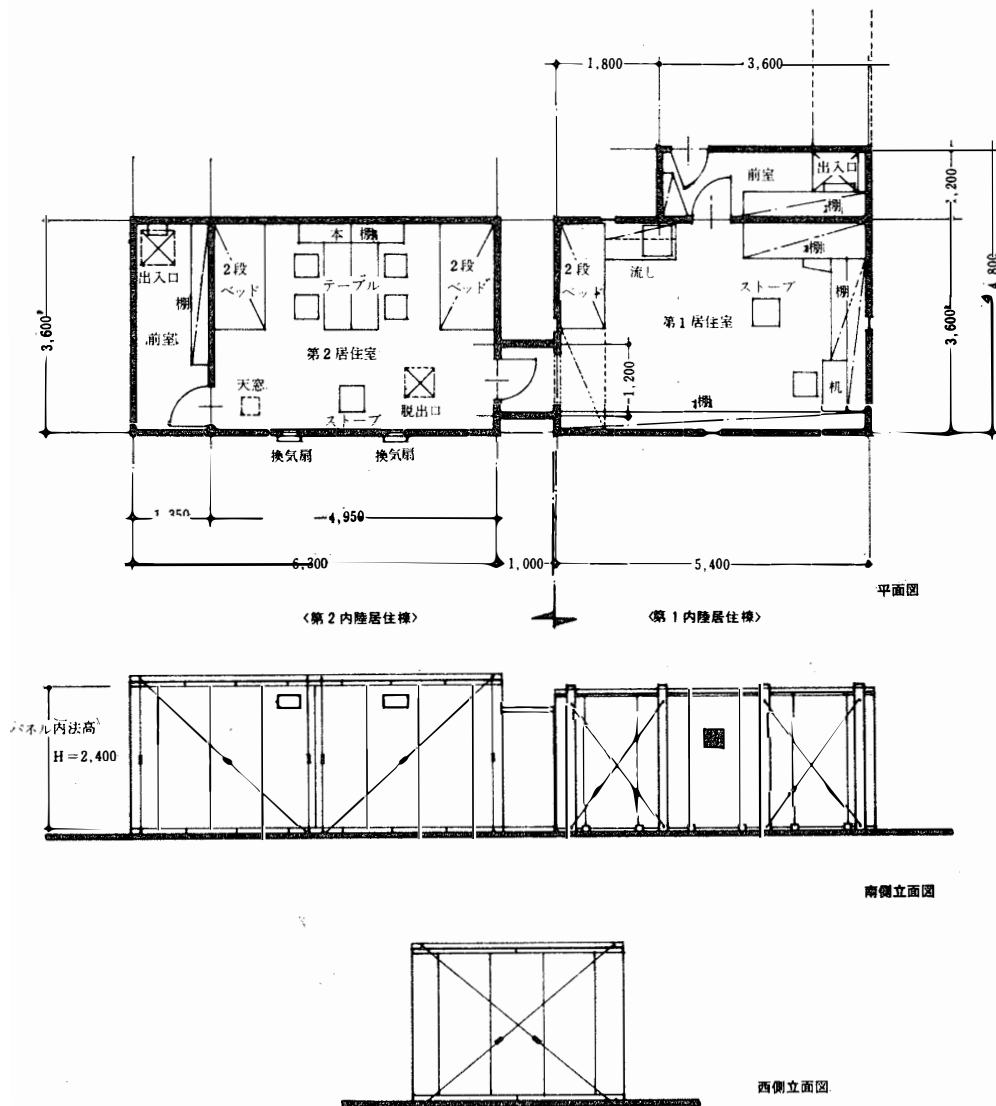 1,800
3,600
前室
出入口
棚
1,200
4,800
出入口
棚
前室
2段
ベッド
本棚
テーブル
2段
ベッド
第2居住室
天窓
ストーブ
脱出口
換気扇
換気扇
3,600
2段
ベッド
流し
棚
ストーブ
棚
第1居住室
机
棚
1,200
3,600
1,350
4,950
6,300
1,000
5,400
平面図
〈第2内陸居住棟〉
〈第1内陸居住棟〉
パネル内法高
H=2,400
南側立面図
西側立面図